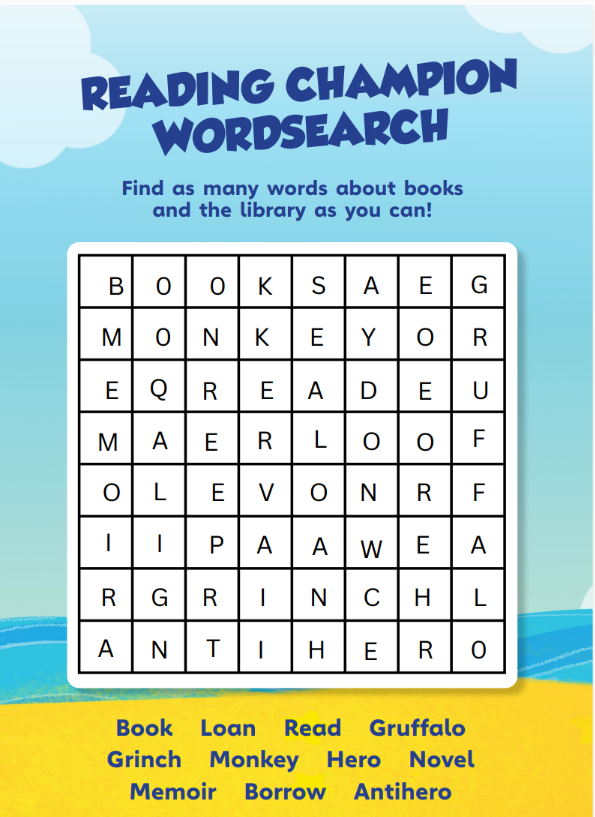 READING CHAMPION
WORDSEARCH
Find as many words about books
and the library as you can!
B O O K S A E G
M O N K E Y O R
E Q R E A D E U
M A E R L O O F
O L E V O N R F
I I P A A W E A
R G R I N C H L
A N T I H E R O
Book Loan Read Gruffalo
Grinch Monkey Hero Novel
Memoir Borrow Antihero